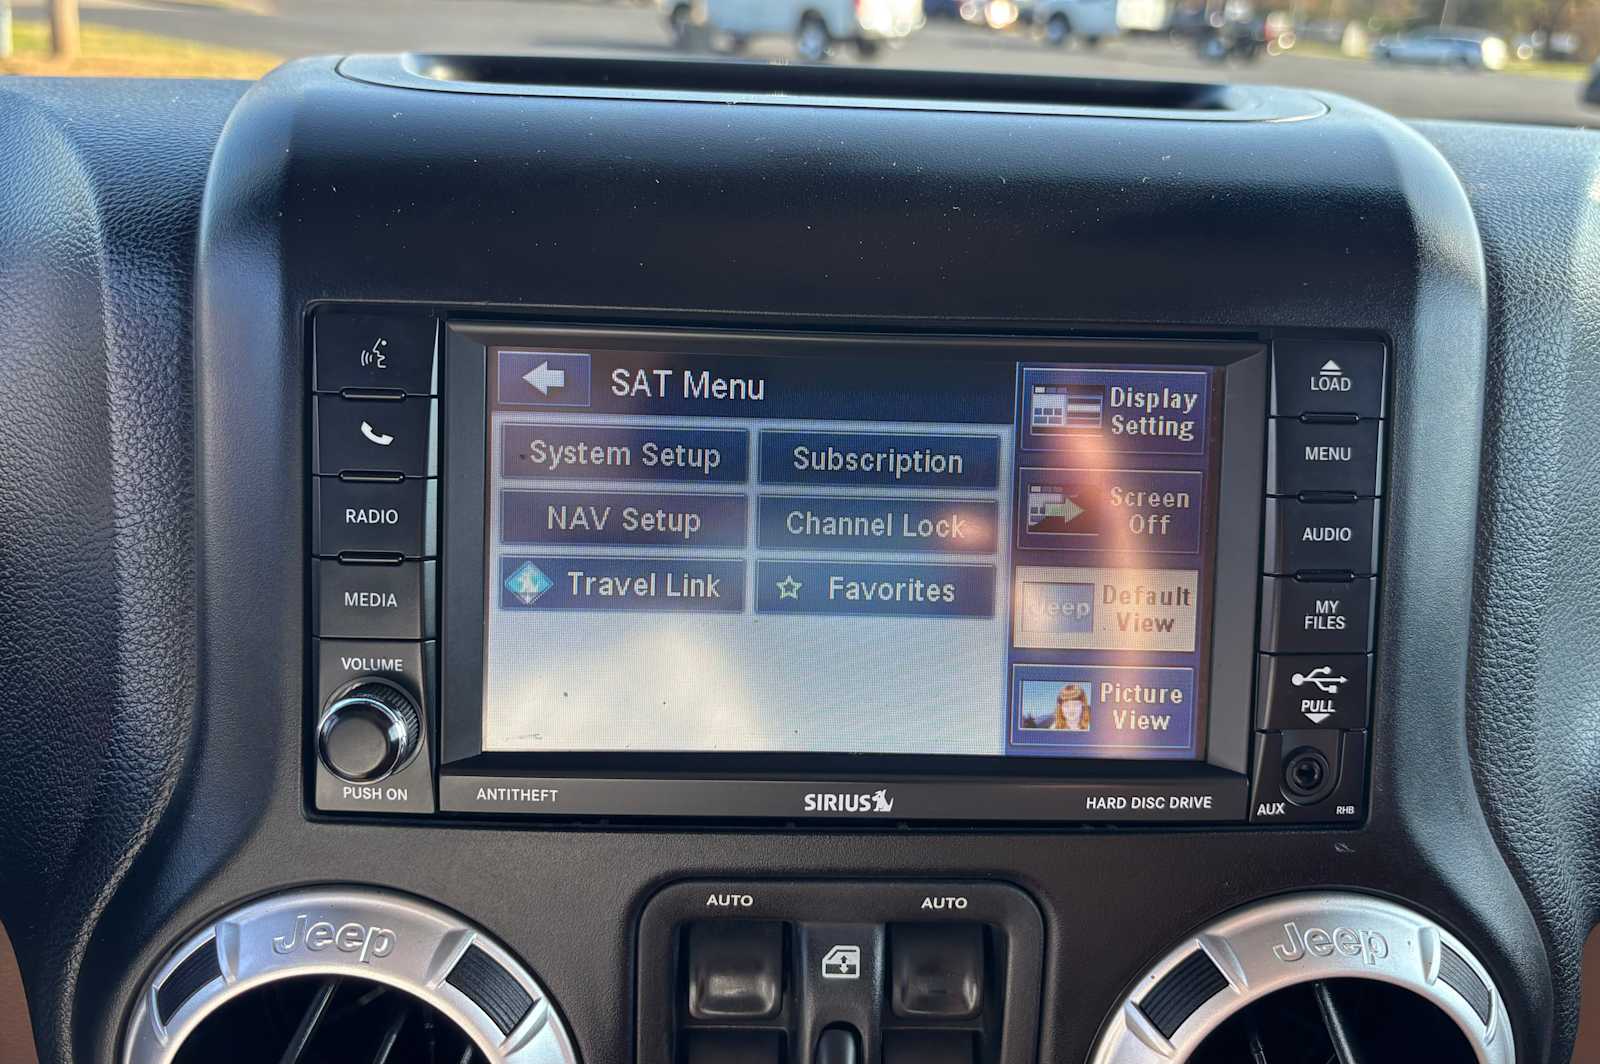 SAT Menu
System Setup
Subscription
NAV Setup
Channel Lock
Travel Link
Favorites
Display
Setting
Screen
Off
Jeep
Default
View
Picture
View
RADIO
MEDIA
VOLUME
PUSH ON
LOAD
MENU
AUDIO
MY
FILES
PULL
AUX
RHB
ANTITHEFT
SIRIUS
HARD DISC DRIVE
AUTO
AUTO
Jeep
Jeep